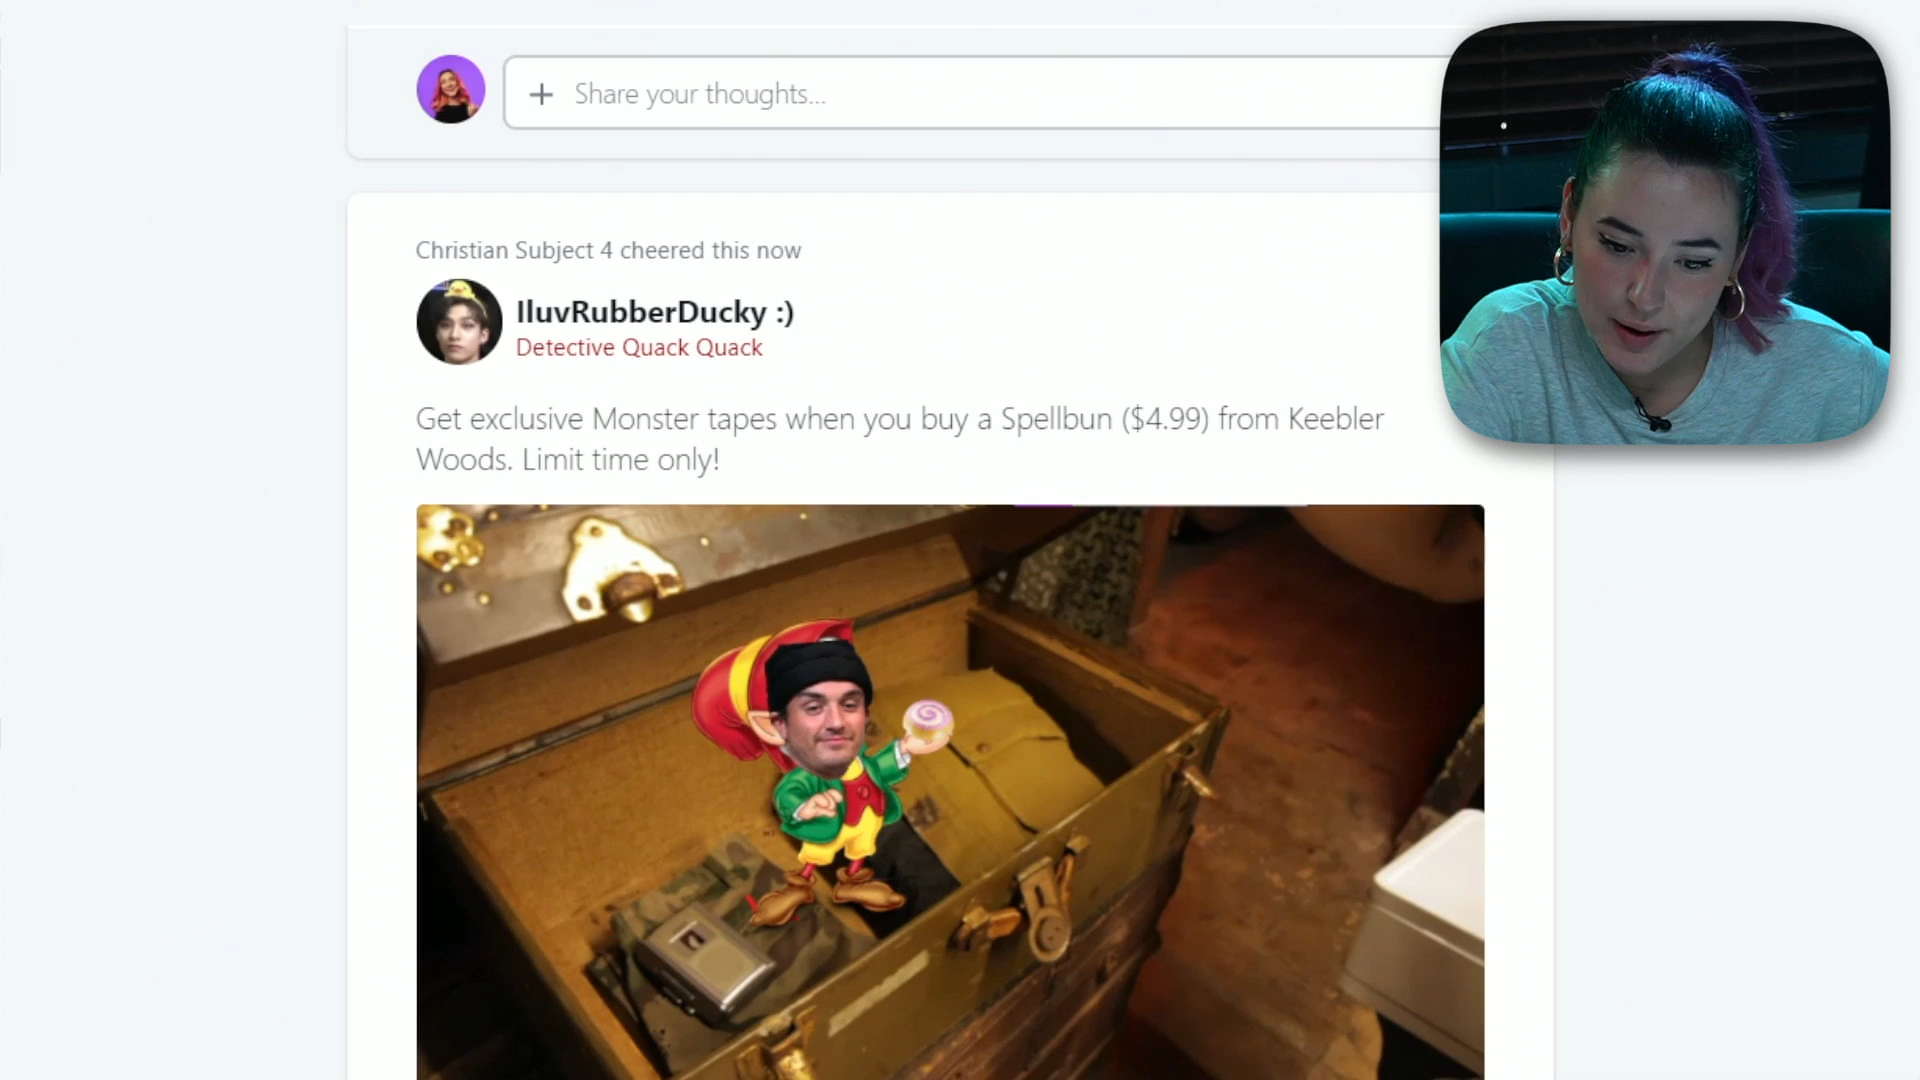 Share your thoughts...
Christian Subject 4 cheered this now
IluvRubberDucky :)
Detective Quack Quack
Get exclusive Monster tapes when you buy a Spellbun ($4.99) from Keebler
Woods. Limit time only!